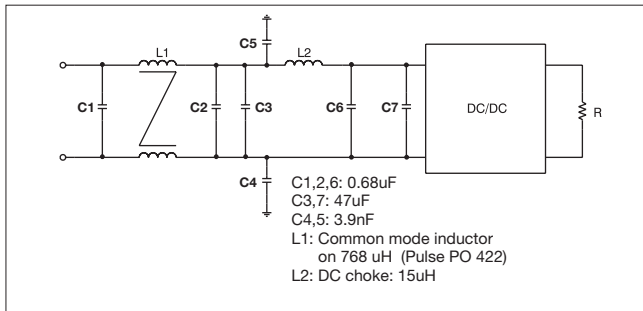 C5
L1
L2
C1
C2
C3
C6
C7
DC/DC
R
C4
C1,2,6: 0.68uF
C3,7: 47uF
C4,5: 3.9nF
L1: Common mode inductor
on 768 uH (Pulse PO 422)
L2: DC choke: 15uH